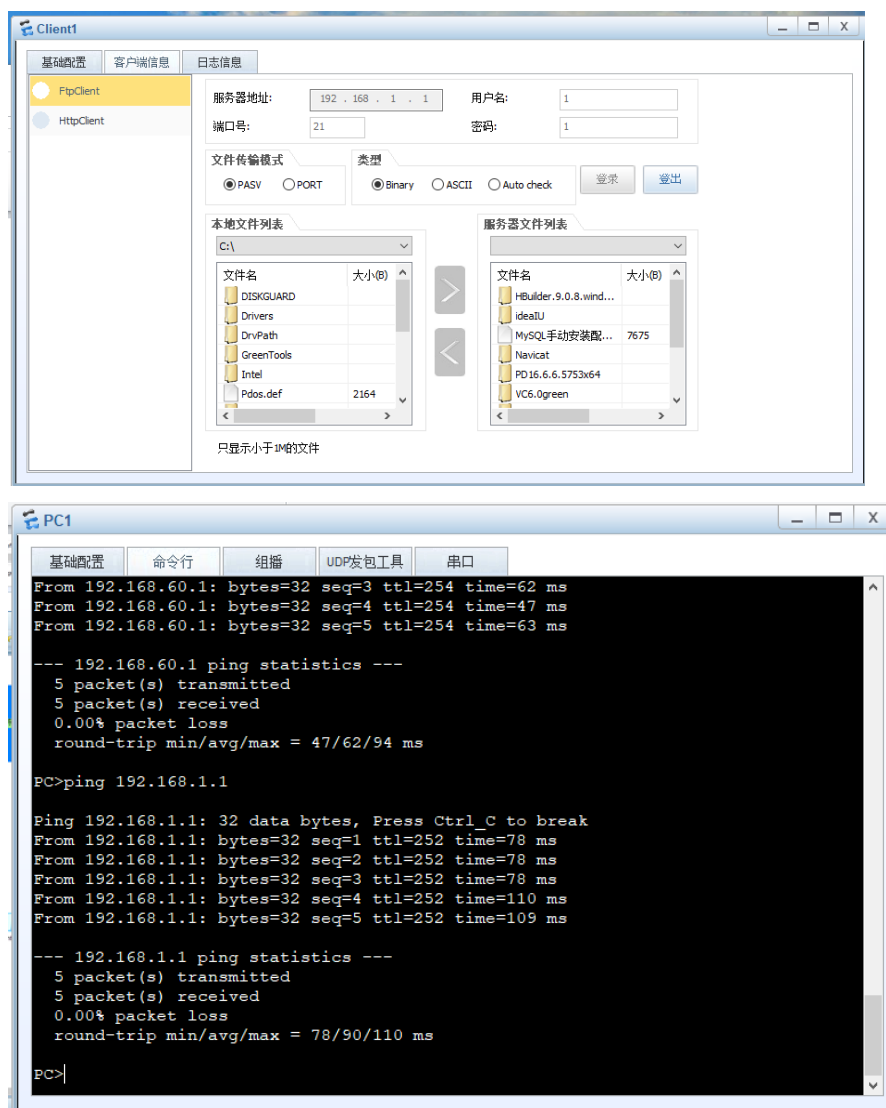 Client1
基础配置 客户端信息 日志信息
FtpClient
HttpClient
服务器地址: 192 . 168 . 1 . 1 用户名: 1
端口号: 21 密码: 1
文件传输模式 类型
PASV PORT Binary ASCII Auto check 登录 登出
本地文件列表 服务器文件列表
C:\
文件名 大小(B) 文件名 大小(B)
DISKGUARD HBuilder.9.0.8.wind...
Drivers ideaIU
DrvPath MySQL手动安装配... 7675
GreenTools Navicat
Intel PD16.6.6.5753x64
Pdos.def 2164 VC6.0green
只显示小于1M的文件
PC1
基础配置 命令行 组播 UDP发包工具 串口
From 192.168.60.1: bytes=32 seq=3 ttl=254 time=62 ms
From 192.168.60.1: bytes=32 seq=4 ttl=254 time=47 ms
From 192.168.60.1: bytes=32 seq=5 ttl=254 time=63 ms
--- 192.168.60.1 ping statistics ---
5 packet(s) transmitted
5 packet(s) received
0.00% packet loss
round-trip min/avg/max = 47/62/94 ms
PC>ping 192.168.1.1
Ping 192.168.1.1: 32 data bytes, Press Ctrl_C to break
From 192.168.1.1: bytes=32 seq=1 ttl=252 time=78 ms
From 192.168.1.1: bytes=32 seq=2 ttl=252 time=78 ms
From 192.168.1.1: bytes=32 seq=3 ttl=252 time=78 ms
From 192.168.1.1: bytes=32 seq=4 ttl=252 time=110 ms
From 192.168.1.1: bytes=32 seq=5 ttl=252 time=109 ms
--- 192.168.1.1 ping statistics ---
5 packet(s) transmitted
5 packet(s) received
0.00% packet loss
round-trip min/avg/max = 78/90/110 ms
PC>